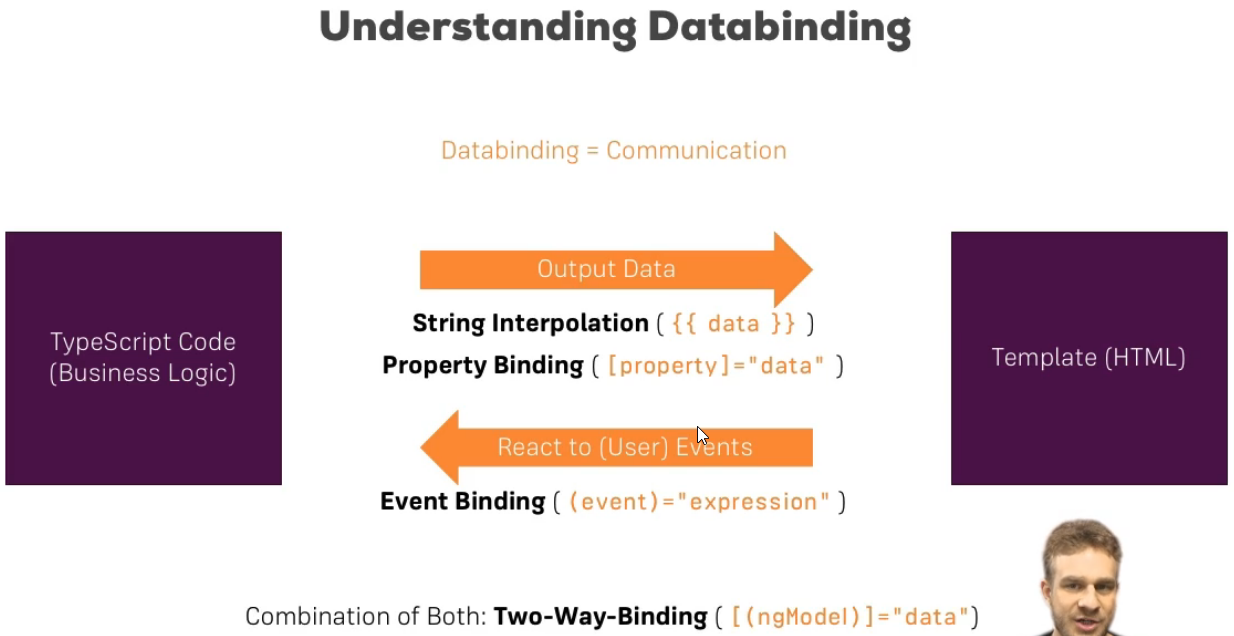 Understanding Databinding
Databinding = Communication
TypeScript Code
(Business Logic)
Output Data
String Interpolation ( {{ data }} )
Property Binding ( [property]="data" )
React to (User) Events
Event Binding ( (event)="expression" )
Template (HTML)
Combination of Both: Two-Way-Binding ( [(ngModel)]="data")